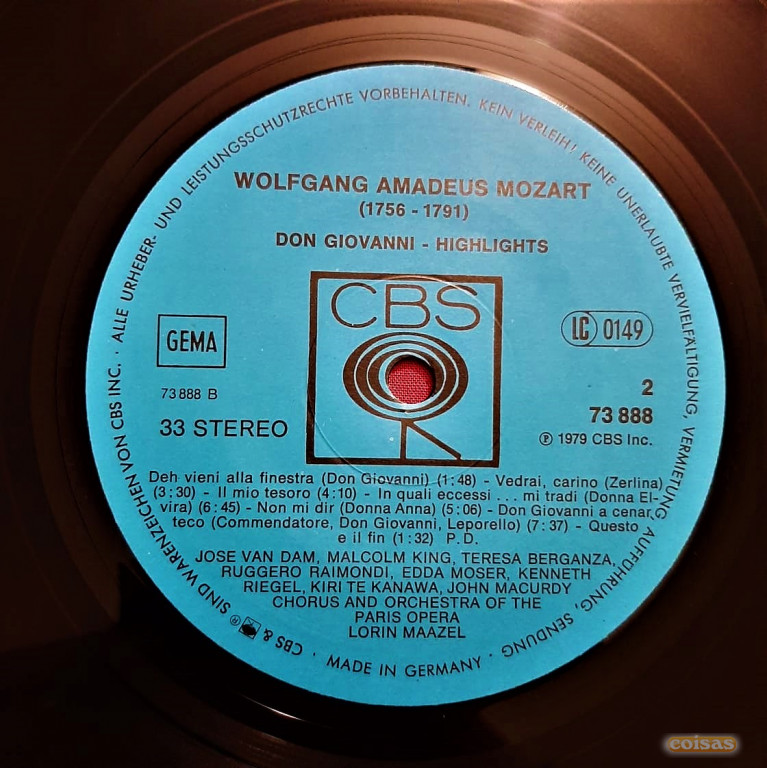 ALLE URHEBER- UND LEISTUNGSSCHUTZRECHTE VORBEHALTEN. KEIN VERLEIH! KEINE UNERLAUBTE VERVIELFÄLTIGUNG, VERMIETUNG, AUFFÜHRUNG, SENDUNG
WOLFGANG AMADEUS MOZART
(1756 - 1791)
DON GIOVANNI - HIGHLIGHTS
CBS
GEMA
LC 0149
73 888 B
2
33 STEREO
73 888
℗ 1979 CBS Inc.
Deh vieni alla finestra (Don Giovanni) (1:48) - Vedrai, carino (Zerlina)
(3:30) - Il mio tesoro (4:10) - In quali eccessi ... mi tradi (Donna El-
vira) (6:45) - Non mi dir (Donna Anna) (5:06) - Don Giovanni a cenar
teco (Commendatore, Don Giovanni, Leporello) (7:37) - Questo
e il fin (1:32) P.D.
JOSE VAN DAM, MALCOLM KING, TERESA BERGANZA,
RUGGERO RAIMONDI, EDDA MOSER, KENNETH
RIEGEL, KIRI TE KANAWA, JOHN MACURDY
CHORUS AND ORCHESTRA OF THE
PARIS OPERA
LORIN MAAZEL
· MADE IN GERMANY ·
CBS & ® SIND WARENZEICHEN VON CBS INC. ·
coisas